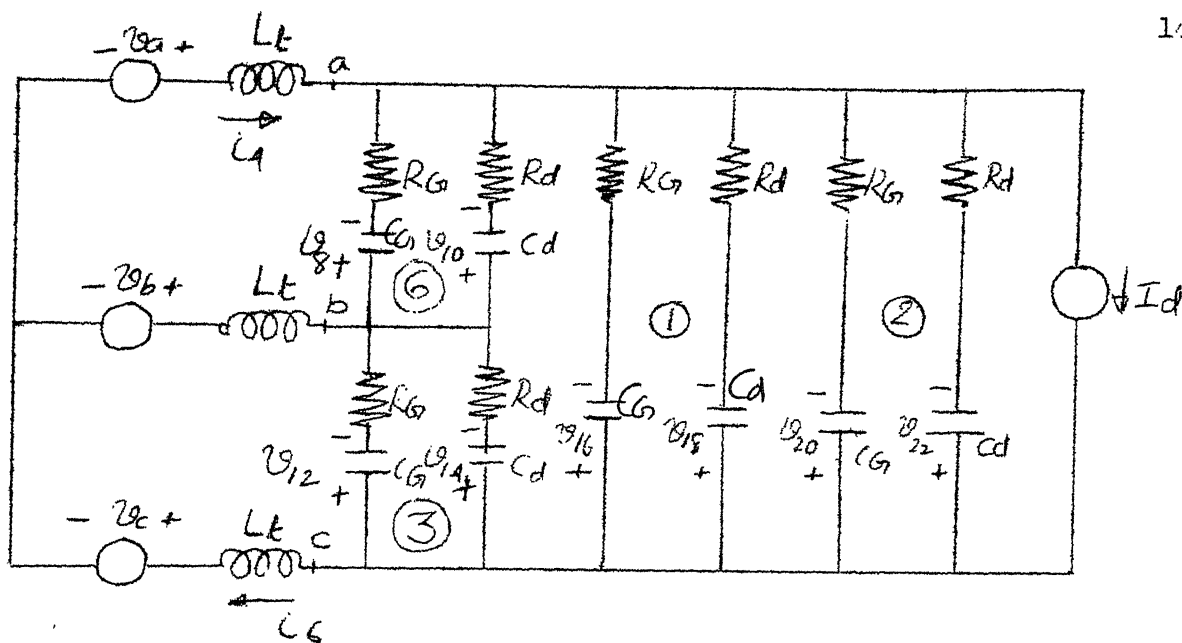 - va +
Lt
a
i4
RG
Rd
RG
Rd
RG
Rd
- v8 +
CG
- v10 +
Cd
6
- vb +
Lt
b
1
2
Id
RG
Rd
- v12 +
CG
- v14 +
Cd
3
- v16 +
CG
- v18 +
Cd
- v20 +
CG
- v22 +
Cd
- vc +
Lt
c
i6